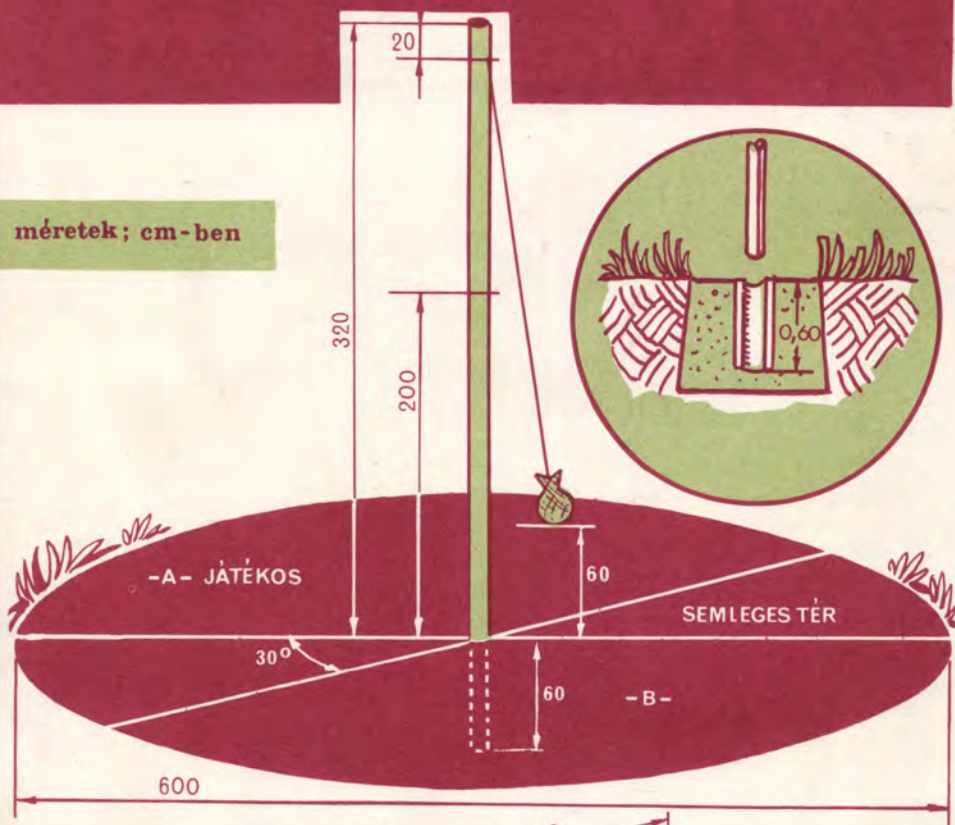 20
méretek; cm-ben
320
200
0,60
-A- JÁTÉKOS
60
SEMLEGES TÉR
30°
60
-B-
600